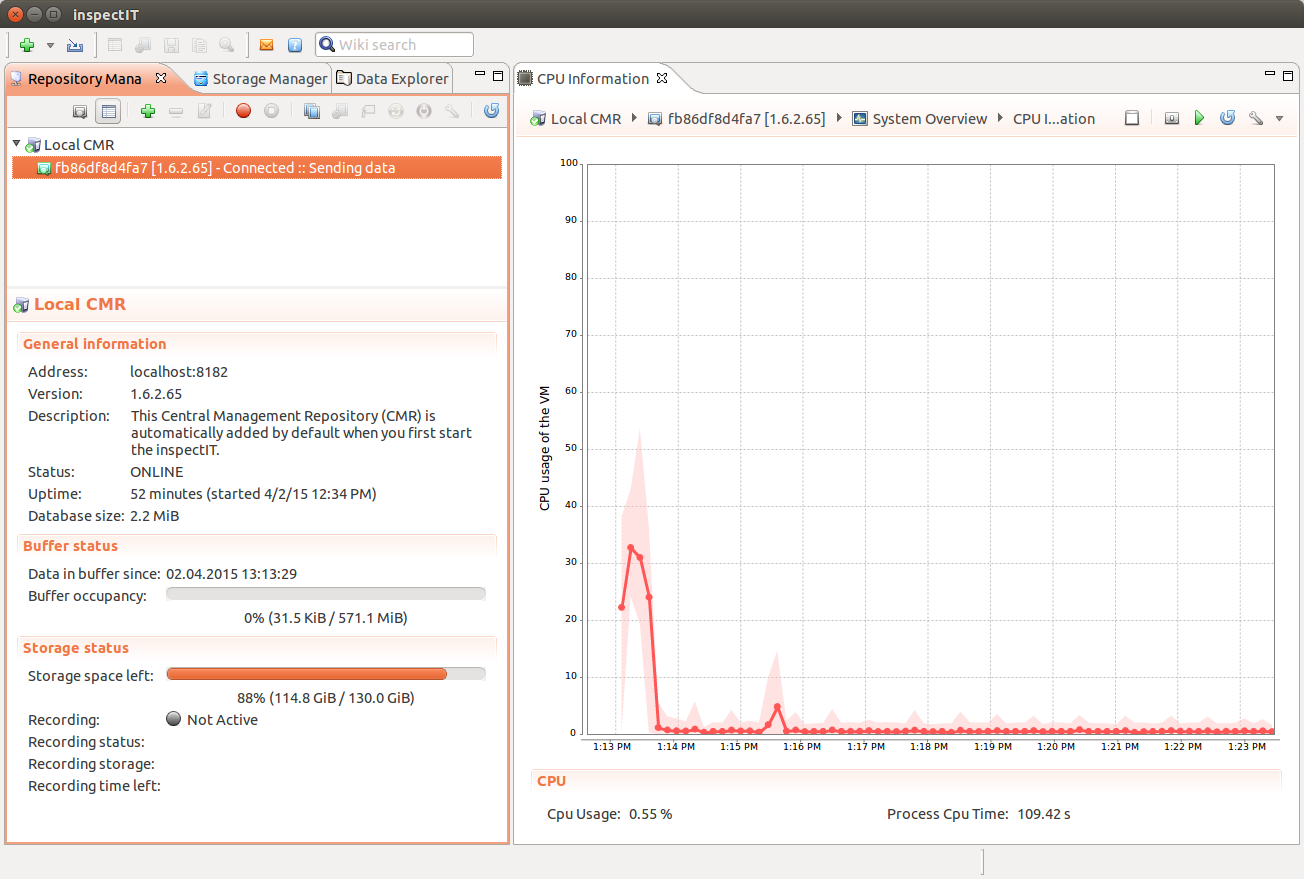 inspectIT
Wiki search
Repository Mana
Storage Manager
Data Explorer
Local CMR
fb86df8d4fa7 [1.6.2.65] - Connected :: Sending data
Local CMR
General information
Address: localhost:8182
Version: 1.6.2.65
Description: This Central Management Repository (CMR) is
automatically added by default when you first start
the inspectIT.
Status: ONLINE
Uptime: 52 minutes (started 4/2/15 12:34 PM)
Database size: 2.2 MiB
Buffer status
Data in buffer since: 02.04.2015 13:13:29
Buffer occupancy:
0% (31.5 KiB / 571.1 MiB)
Storage status
Storage space left:
88% (114.8 GiB / 130.0 GiB)
Recording: Not Active
Recording status:
Recording storage:
Recording time left:
CPU Information
Local CMR fb86df8d4fa7 [1.6.2.65] System Overview CPU I...ation
CPU usage of the VM
100
90
80
70
60
50
40
30
20
10
0
1:13 PM 1:14 PM 1:15 PM 1:16 PM 1:17 PM 1:18 PM 1:19 PM 1:20 PM 1:21 PM 1:22 PM 1:23 PM
CPU
Cpu Usage: 0.55 % Process Cpu Time: 109.42 s